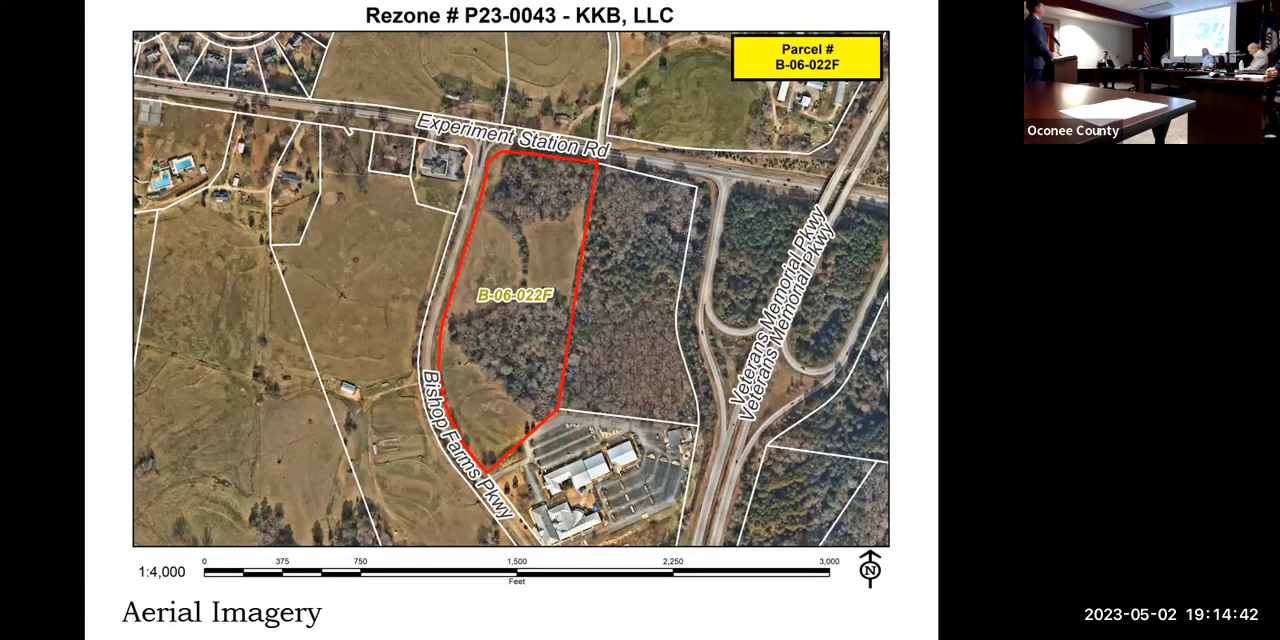 Rezone # P23-0043 - KKB, LLC
Parcel #
B-06-022F
Oconee County
Experiment Station Rd
B-06-022F
Veterans Memorial Pkwy
Veterans Memorial Pkwy
Bishop Farms Pkwy
0 375 750 1,500 2,250 3,000
1:4,000
Feet
N
Aerial Imagery
2023-05-02 19:14:42